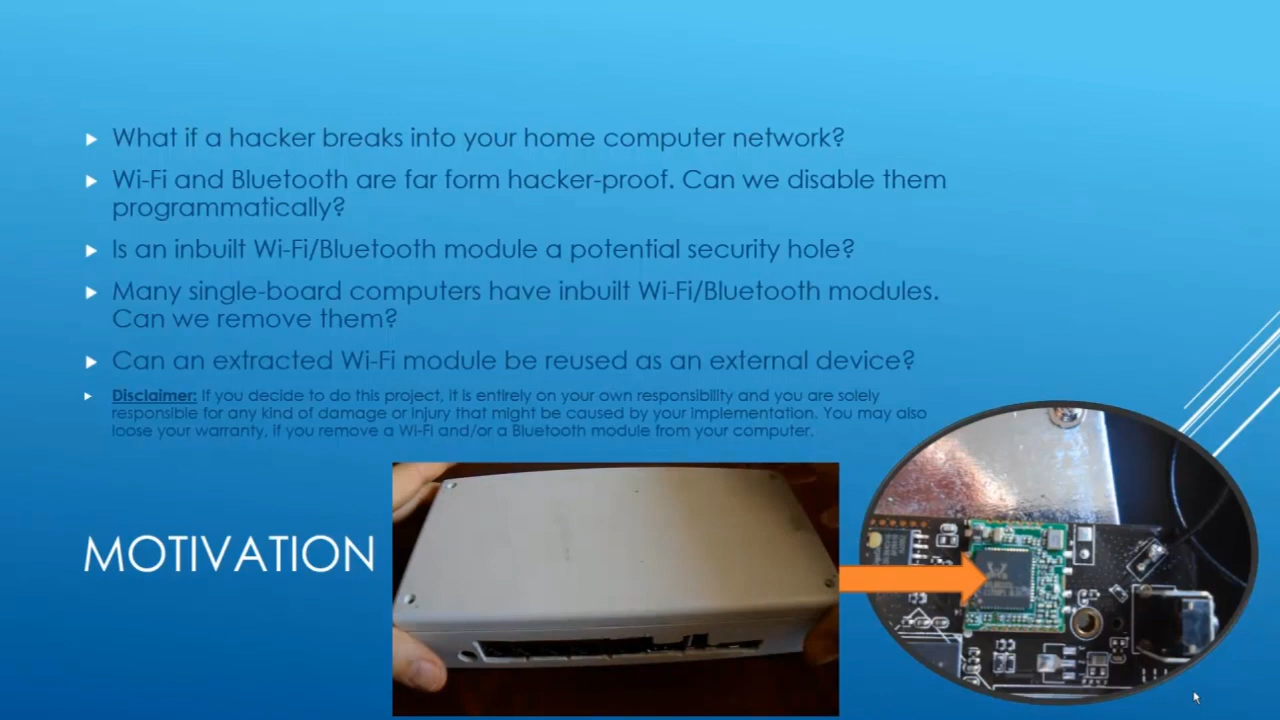 What if a hacker breaks into your home computer network?
Wi-Fi and Bluetooth are far form hacker-proof. Can we disable them
programmatically?
Is an inbuilt Wi-Fi/Bluetooth module a potential security hole?
Many single-board computers have inbuilt Wi-Fi/Bluetooth modules.
Can we remove them?
Can an extracted Wi-Fi module be reused as an external device?
Disclaimer: If you decide to do this project, it is entirely on your own responsibility and you are solely
responsible for any kind of damage or injury that might be caused by your implementation. You may also
loose your warranty, if you remove a Wi-Fi and/or a Bluetooth module from your computer.
MOTIVATION